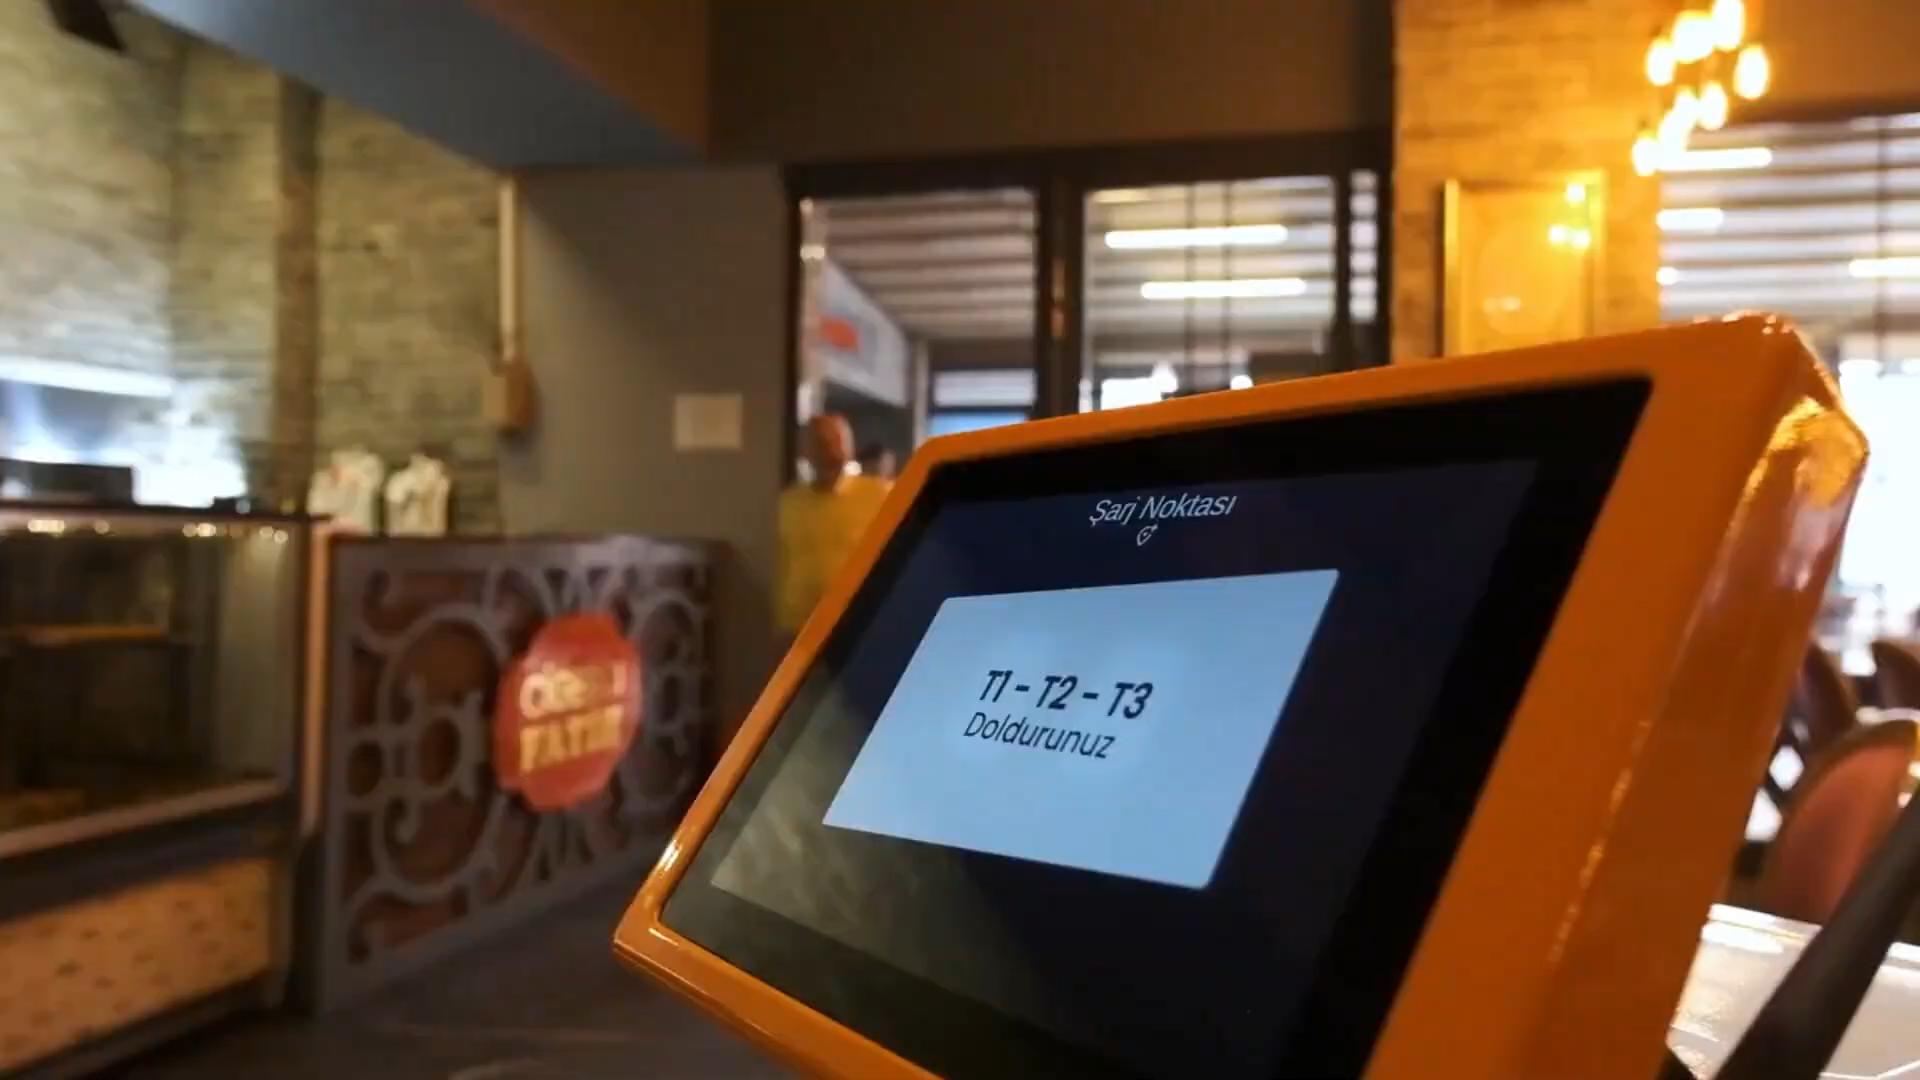 Şarj Noktası
T1 - T2 - T3
Doldurunuz